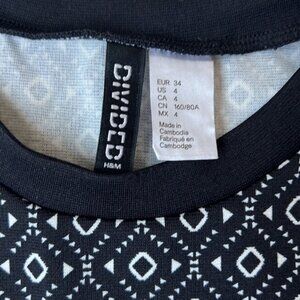 DIVIDED
H&M
EUR 34
US 4
CA 4
CN 160/80A
MX 4
Made in
Cambodia
Fabriqué en
Cambodge